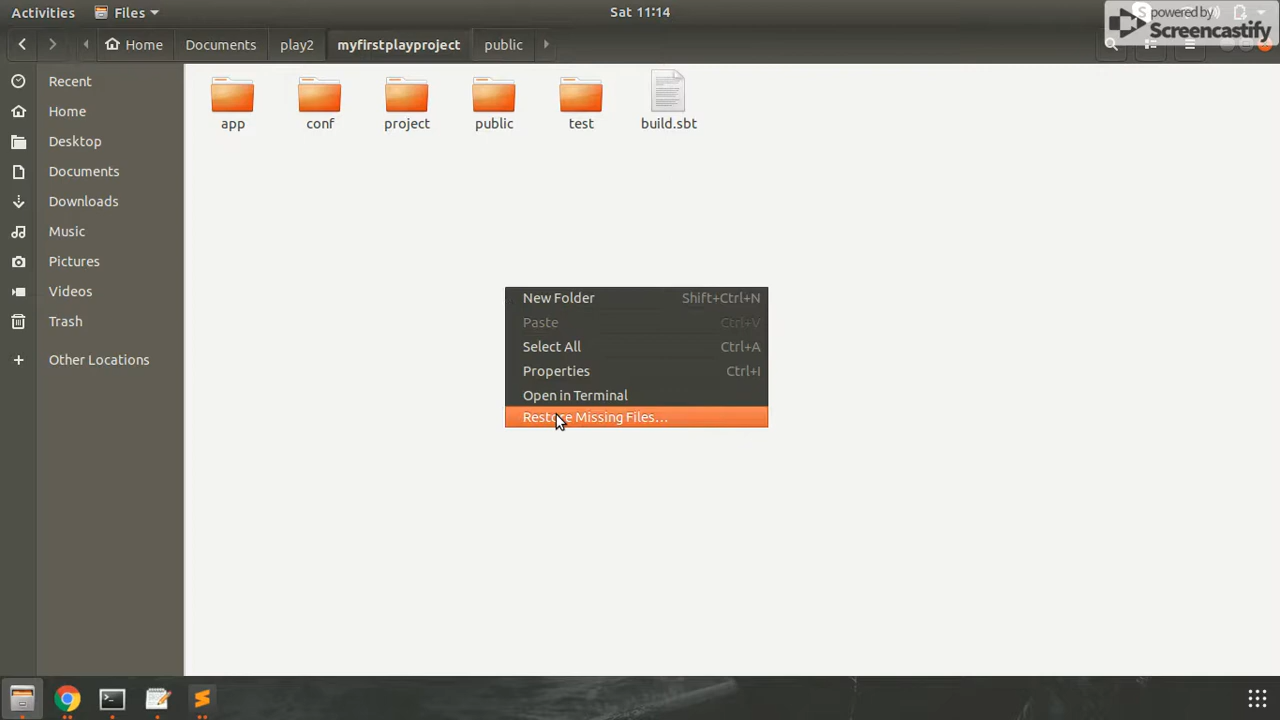 Activities Files Sat 11:14
powered by
Screencastify
Home Documents play2 myfirstplayproject public
Recent
Home
Desktop
Documents
Downloads
Music
Pictures
Videos
Trash
Other Locations
app conf project public test build.sbt
New Folder Shift+Ctrl+N
Paste Ctrl+V
Select All Ctrl+A
Properties Ctrl+I
Open in Terminal
Restore Missing Files…